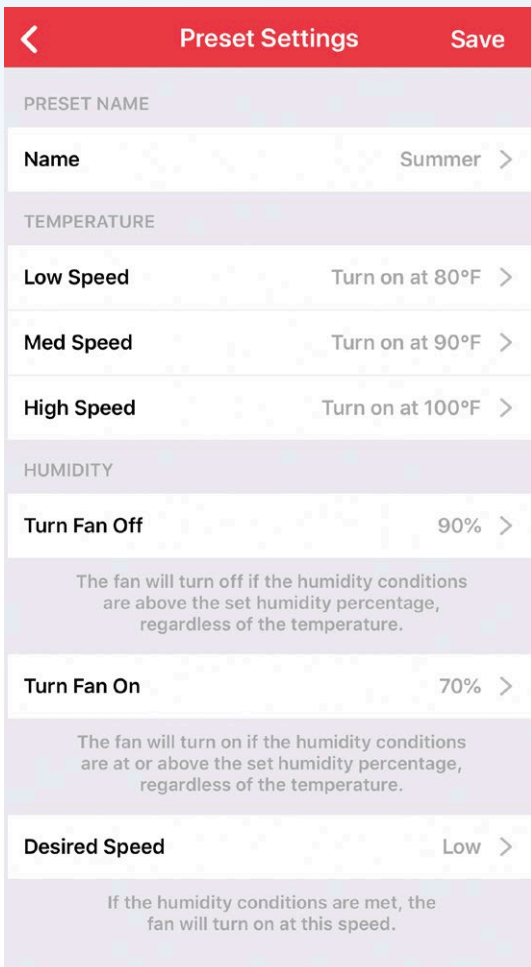 Preset Settings Save
PRESET NAME
Name Summer
TEMPERATURE
Low Speed Turn on at 80°F
Med Speed Turn on at 90°F
High Speed Turn on at 100°F
HUMIDITY
Turn Fan Off 90%
The fan will turn off if the humidity conditions
are above the set humidity percentage,
regardless of the temperature.
Turn Fan On 70%
The fan will turn on if the humidity conditions
are at or above the set humidity percentage,
regardless of the temperature.
Desired Speed Low
If the humidity conditions are met, the
fan will turn on at this speed.